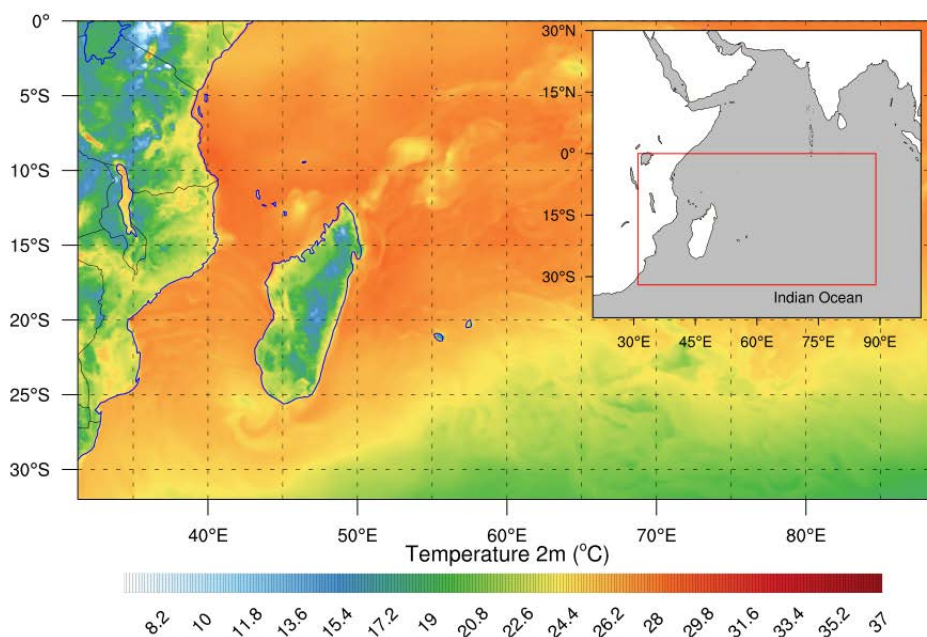 0°
5°S
10°S
15°S
20°S
25°S
30°S
40°E
50°E
60°E
70°E
80°E
30°N
15°N
0°
15°S
30°S
Indian Ocean
30°E
45°E
60°E
75°E
90°E
Temperature 2m (°C)
8.2 10 11.8 13.6 15.4 17.2 19 20.8 22.6 24.4 26.2 28 29.8 31.6 33.4 35.2 37